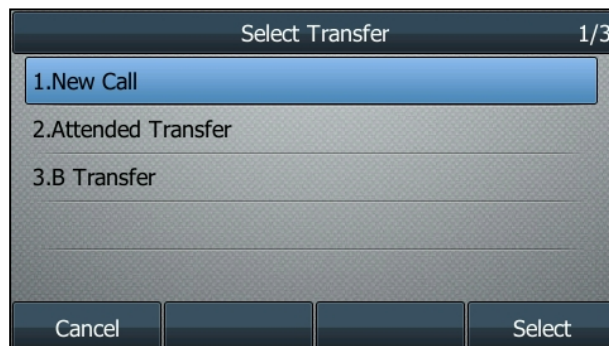 Select Transfer 1/3
1.New Call
2.Attended Transfer
3.B Transfer
Cancel Select